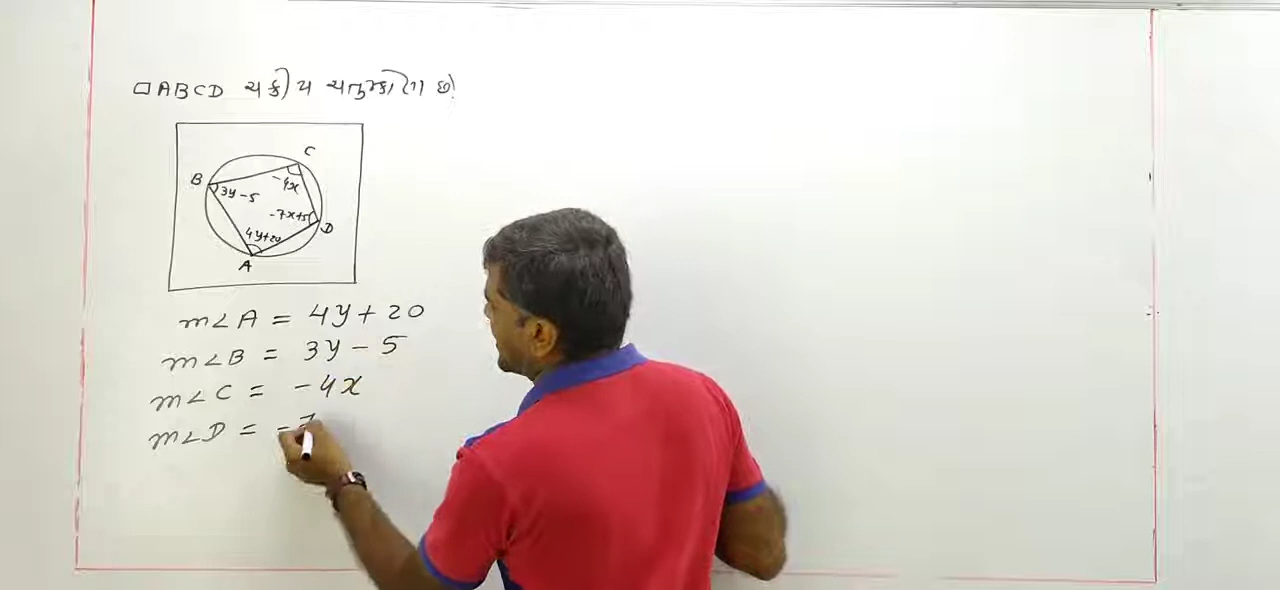 □ABCD ચક્રીય ચતુષ્કોણ છે.
C
B
-4x
3y-5
-7x+5
D
4y+20
A
m∠A = 4y + 20
m∠B = 3y - 5
m∠C = -4x
m∠D = -7